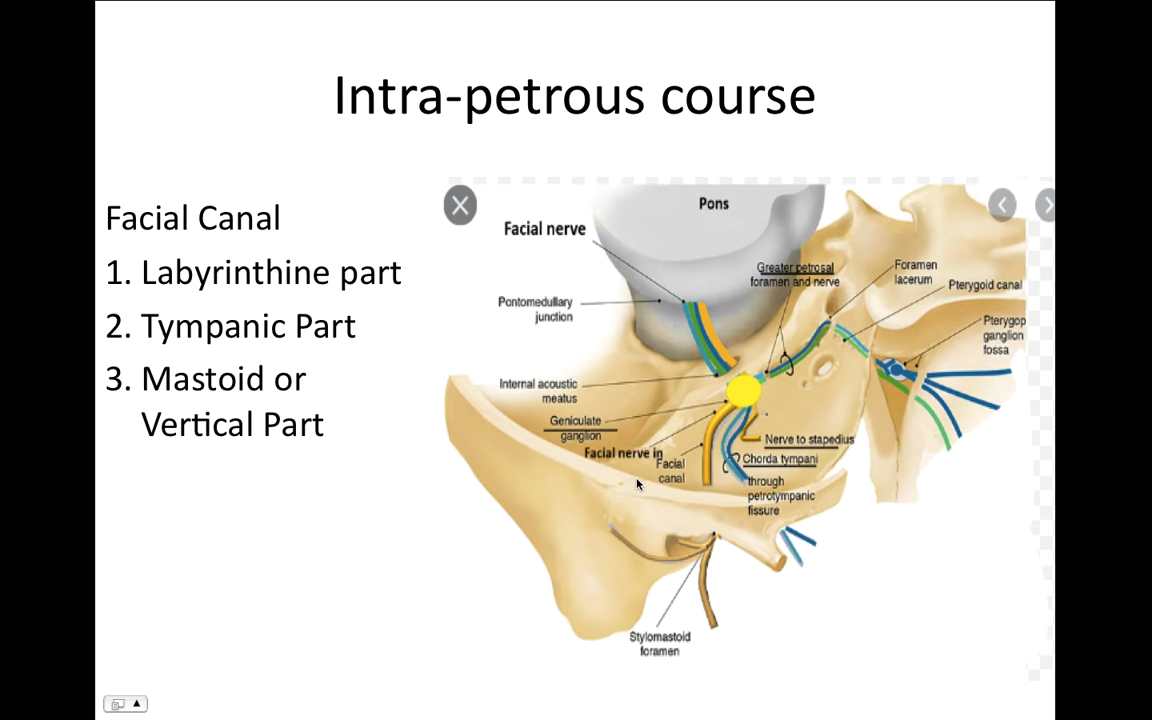 Intra-petrous course
Facial Canal
1. Labyrinthine part
2. Tympanic Part
3. Mastoid or
Vertical Part
Pons
Facial nerve
Greater petrosal
foramen and nerve
Foramen
lacerum
Pterygoid canal
Pontomedullary
junction
Pterygop
ganglion
fossa
Internal acoustic
meatus
Geniculate
ganglion
Facial nerve in
Facial
canal
Nerve to stapedius
Chorda tympani
through
petrotympanic
fissure
Stylomastoid
foramen